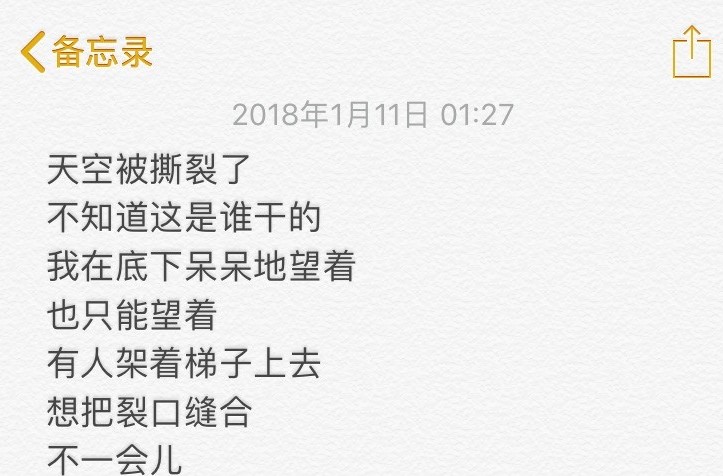 备忘录
2018年1月11日 01:27
天空被撕裂了
不知道这是谁干的
我在底下呆呆地望着
也只能望着
有人架着梯子上去
想把裂口缝合
不一会儿